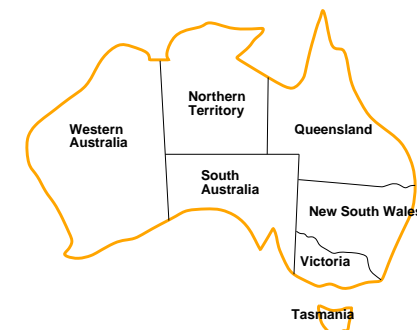 Northern
Territory
Western
Australia
Queensland
South
Australia
New South Wales
Victoria
Tasmania